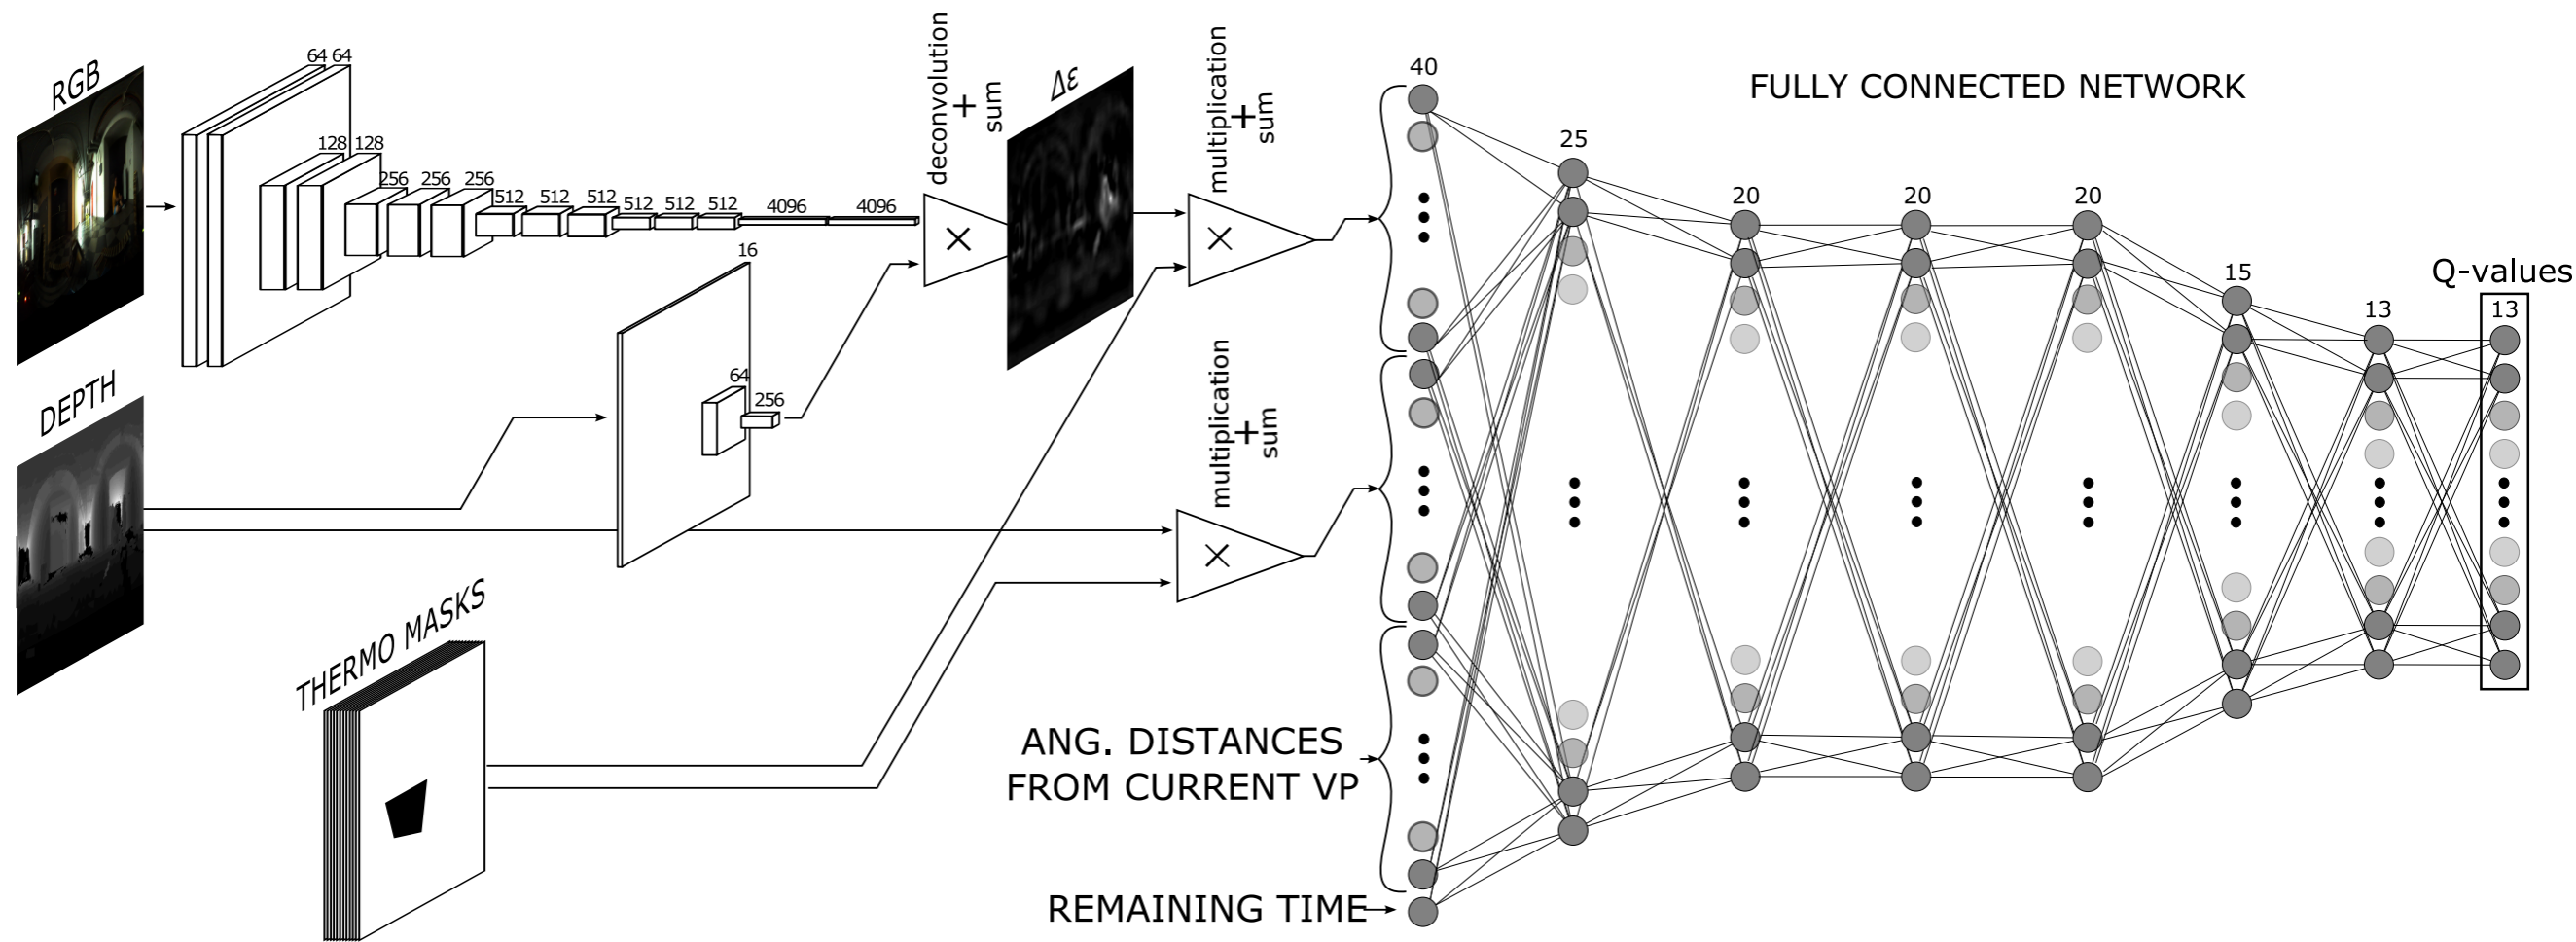 RGB
64 64
128 128
256 256 256
512 512 512
512 512 512
4096 4096
deconvolution
+
sum
×
Δε
multiplication
+
sum
×
DEPTH
16
64
256
multiplication
+
sum
×
THERMO MASKS
ANG. DISTANCES
FROM CURRENT VP
REMAINING TIME
FULLY CONNECTED NETWORK
40
25
20
20
20
15
13
Q-values
13